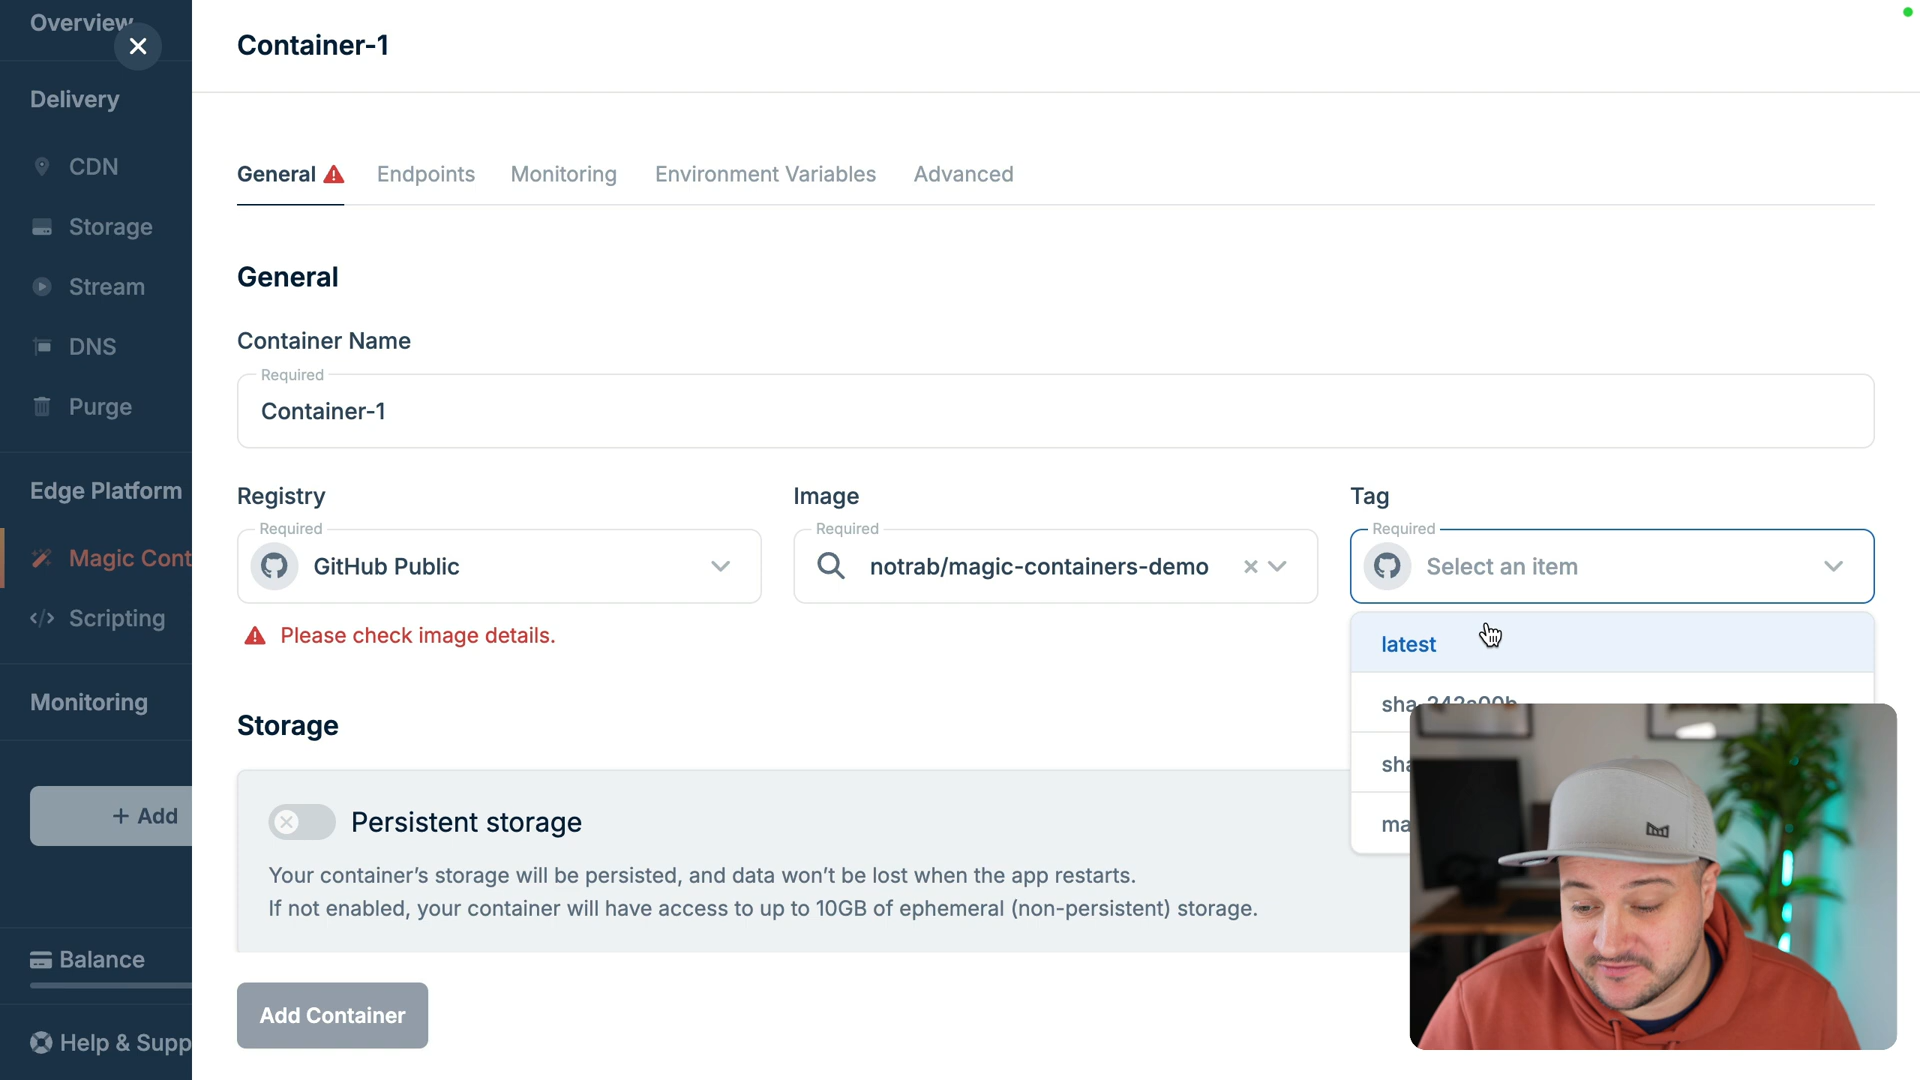 Overview
Delivery
CDN
Storage
Stream
DNS
Purge
Edge Platform
Magic Cont
Scripting
Monitoring
+ Add
Balance
Help & Supp
Container-1
General
Endpoints
Monitoring
Environment Variables
Advanced
General
Container Name
Required
Container-1
Registry
Required
GitHub Public
Please check image details.
Image
Required
notrab/magic-containers-demo
Tag
Required
Select an item
latest
sha-242a00b
sha
ma
Storage
Persistent storage
Your container's storage will be persisted, and data won't be lost when the app restarts.
If not enabled, your container will have access to up to 10GB of ephemeral (non-persistent) storage.
Add Container